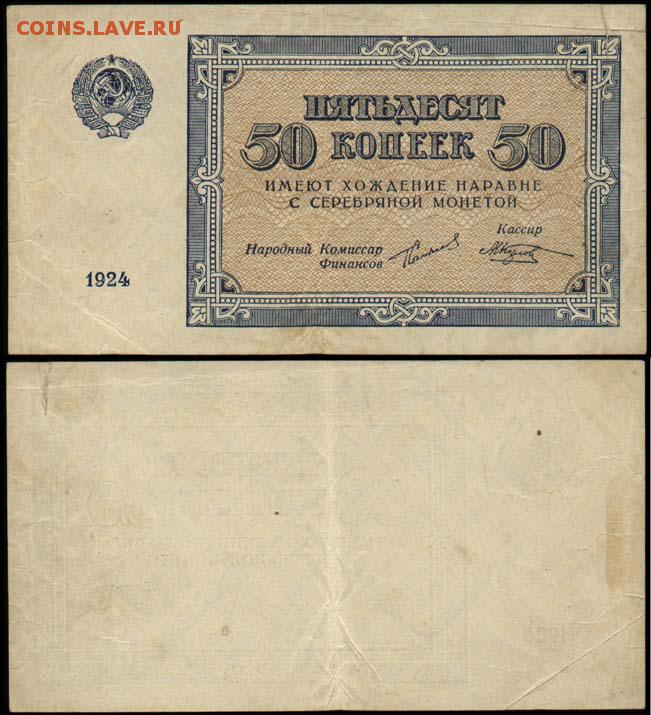 COINS.LAVE.RU
ПЯТЬДЕСЯТ
50 КОПЕЕК 50
ИМЕЮТ ХОЖДЕНИЕ НАРАВНЕ
С СЕРЕБРЯНОЙ МОНЕТОЙ
Кассир
Народный Комиссар
Финансов
1924